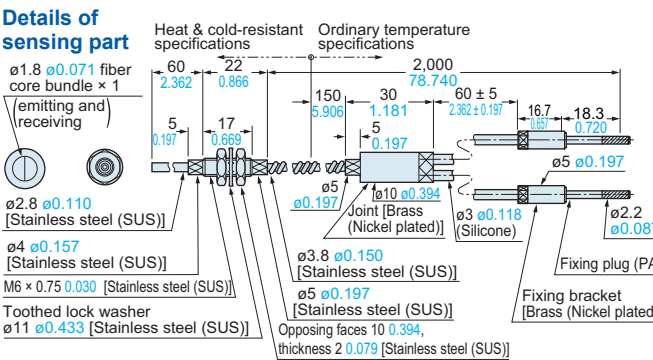 Details of
sensing part
Heat & cold-resistant
specifications
Ordinary temperature
specifications
ø1.8 ø0.071 fiber
core bundle × 1
(emitting and
receiving)
60
2.362
22
0.866
2,000
78.740
150
5.906
30
1.181
60 ± 5
2.362 ± 0.197
16.7
0.657
18.3
0.720
5
0.197
17
0.669
5
0.197
ø5 ø0.197
ø2.8 ø0.110
[Stainless steel (SUS)]
ø5
ø0.197
ø10 ø0.394
Joint [Brass
(Nickel plated)]
ø3 ø0.118
(Silicone)
ø2.2
ø4 ø0.157
[Stainless steel (SUS)]
ø3.8 ø0.150
[Stainless steel (SUS)]
Fixing plug
M6 × 0.75 0.030 [Stainless steel (SUS)]
ø5 ø0.197
[Stainless steel (SUS)]
Fixing bracket
[Brass (Nickel plated
Toothed lock washer
ø11 ø0.433 [Stainless steel (SUS)]
Opposing faces 10 0.394,
thickness 2 0.079 [Stainless steel (SUS)]